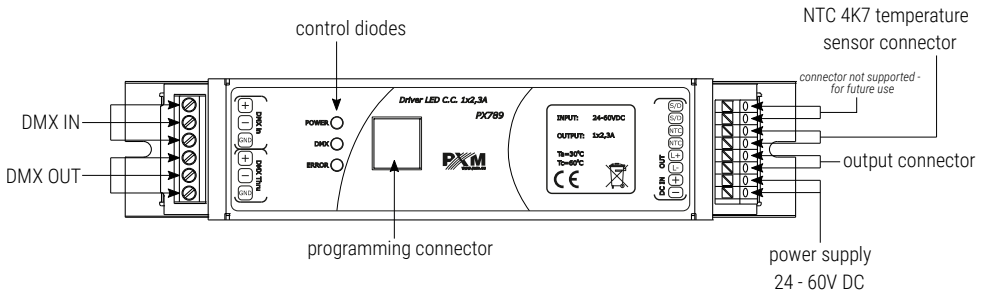 control diodes
NTC 4K7 temperature
sensor connector
connector not supported -
for future use
DMX IN
DMX OUT
+
−
GND
DMX In
+
−
GND
DMX Thru
POWER
DMX
ERROR
Driver LED C.C. 1x2,3A
PX789
PXM
INPUT: 24-60VDC
OUTPUT: 1x2,3A
Ta=30°C
Tc=60°C
CE
S/D
S/D
NTC
NTC
L+
L-
+
−
OUT
DC IN
output connector
programming connector
power supply
24 - 60V DC